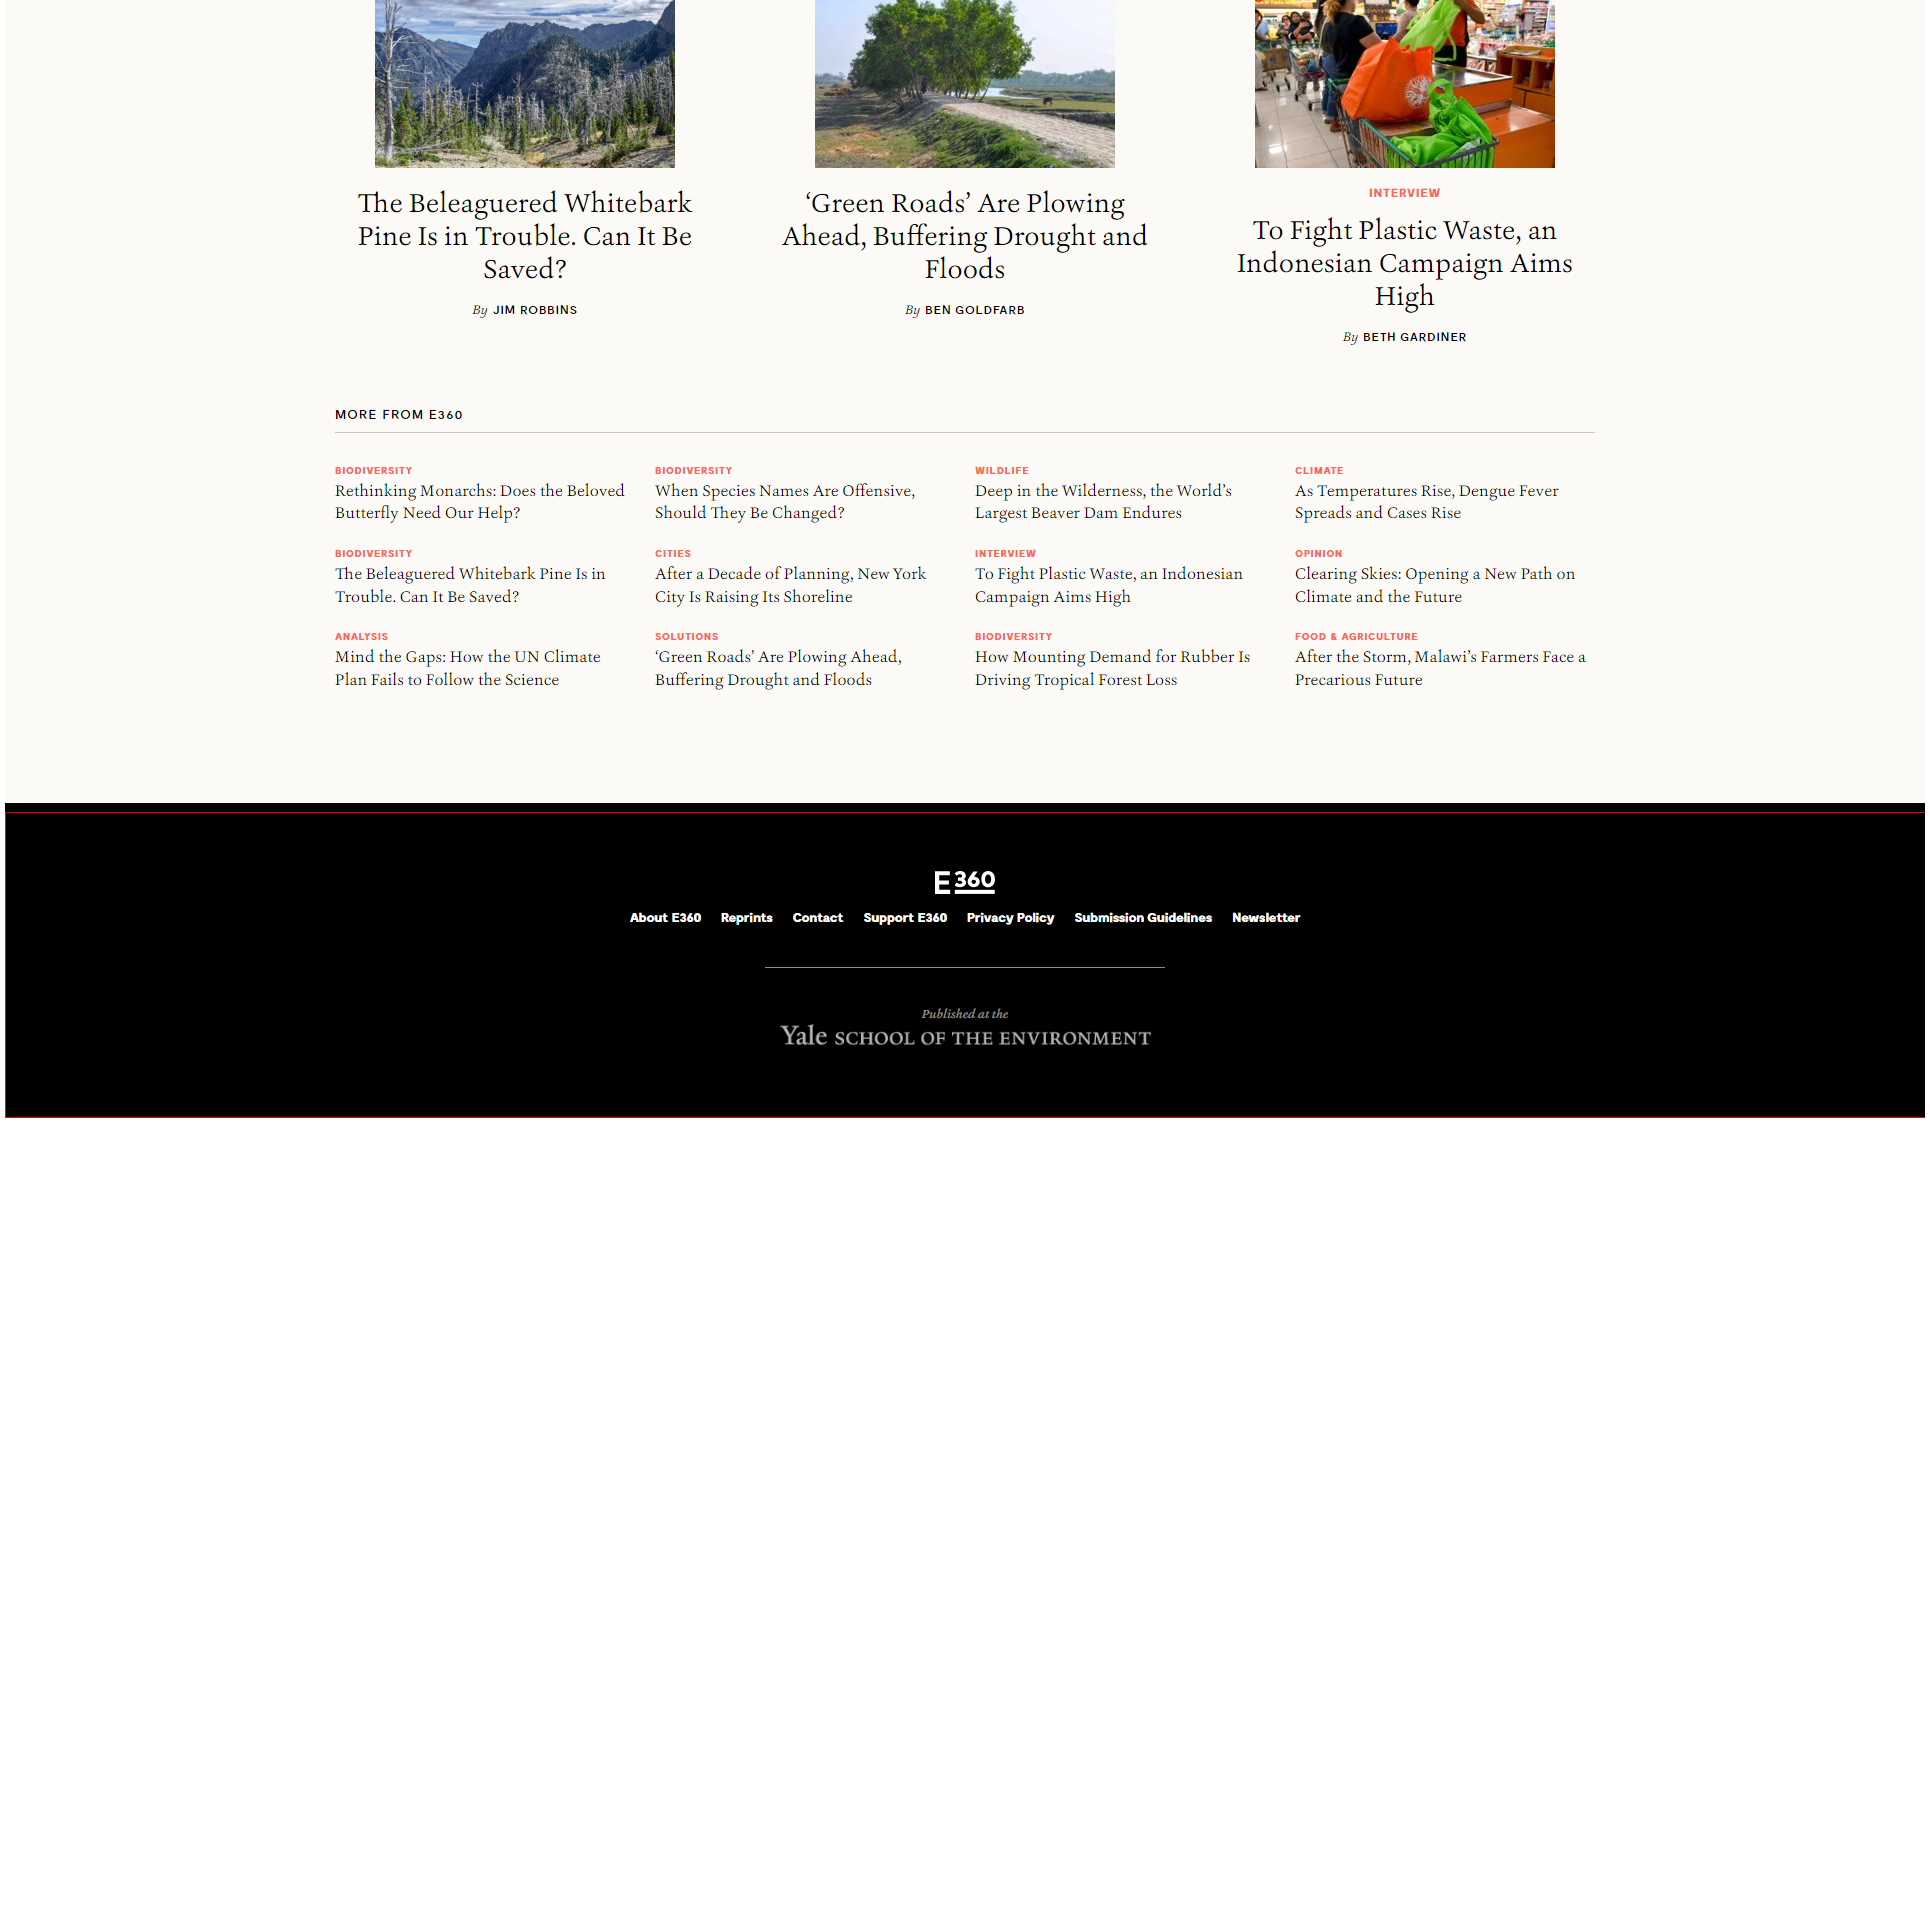 The Beleaguered Whitebark
Pine Is in Trouble. Can It Be
Saved?
By JIM ROBBINS
‘Green Roads’ Are Plowing
Ahead, Buffering Drought and
Floods
By BEN GOLDFARB
INTERVIEW
To Fight Plastic Waste, an
Indonesian Campaign Aims
High
By BETH GARDINER
MORE FROM E360
BIODIVERSITY
Rethinking Monarchs: Does the Beloved
Butterfly Need Our Help?
BIODIVERSITY
When Species Names Are Offensive,
Should They Be Changed?
WILDLIFE
Deep in the Wilderness, the World’s
Largest Beaver Dam Endures
CLIMATE
As Temperatures Rise, Dengue Fever
Spreads and Cases Rise
BIODIVERSITY
The Beleaguered Whitebark Pine Is in
Trouble. Can It Be Saved?
CITIES
After a Decade of Planning, New York
City Is Raising Its Shoreline
INTERVIEW
To Fight Plastic Waste, an Indonesian
Campaign Aims High
OPINION
Clearing Skies: Opening a New Path on
Climate and the Future
ANALYSIS
Mind the Gaps: How the UN Climate
Plan Fails to Follow the Science
SOLUTIONS
‘Green Roads’ Are Plowing Ahead,
Buffering Drought and Floods
BIODIVERSITY
How Mounting Demand for Rubber Is
Driving Tropical Forest Loss
FOOD & AGRICULTURE
After the Storm, Malawi’s Farmers Face a
Precarious Future
E360
About E360 Reprints Contact Support E360 Privacy Policy Submission Guidelines Newsletter
Published at the
Yale SCHOOL OF THE ENVIRONMENT